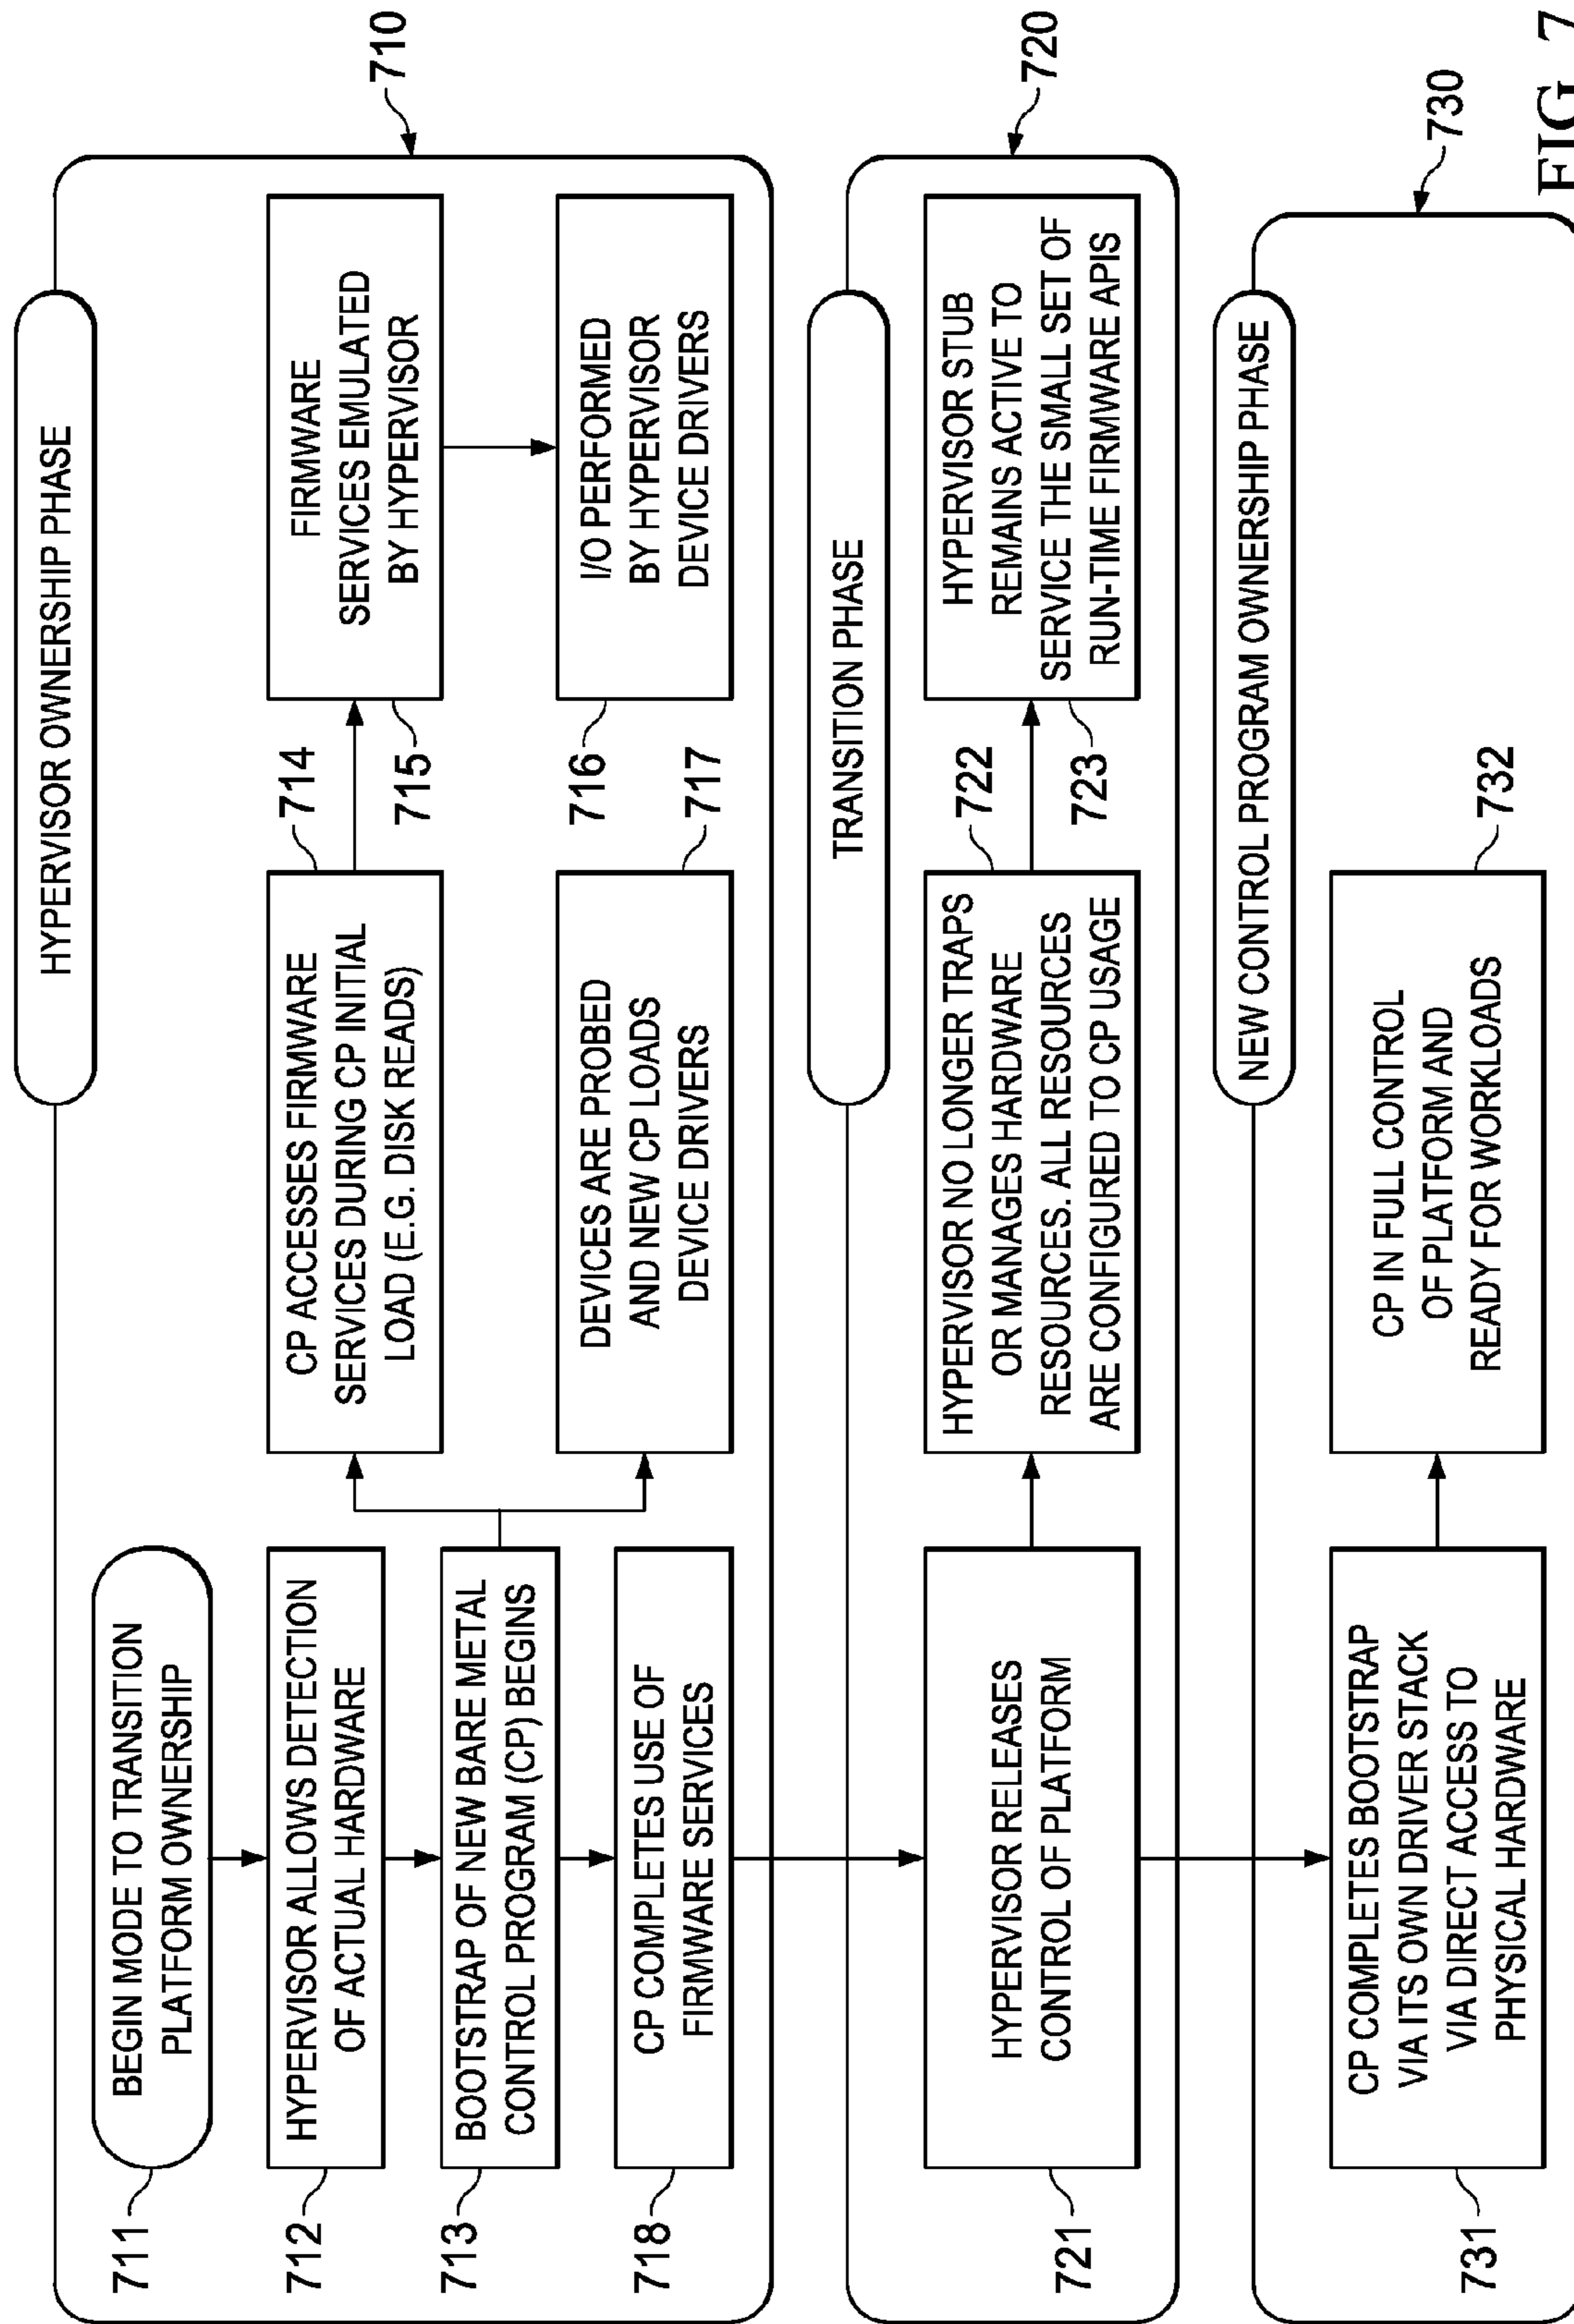 HYPERVISOR OWNERSHIP PHASE
710
BEGIN MODE TO TRANSITION
PLATFORM OWNERSHIP
711
HYPERVISOR ALLOWS DETECTION
OF ACTUAL HARDWARE
712
BOOTSTRAP OF NEW BARE METAL
CONTROL PROGRAM (CP) BEGINS
713
CP ACCESSES FIRMWARE
SERVICES DURING CP INITIAL
LOAD (E.G. DISK READS)
714
FIRMWARE
SERVICES EMULATED
BY HYPERVISOR
715
I/O PERFORMED
BY HYPERVISOR
DEVICE DRIVERS
716
DEVICES ARE PROBED
AND NEW CP LOADS
DEVICE DRIVERS
717
CP COMPLETES USE OF
FIRMWARE SERVICES
718
TRANSITION PHASE
720
HYPERVISOR RELEASES
CONTROL OF PLATFORM
721
HYPERVISOR NO LONGER TRAPS
OR MANAGES HARDWARE
RESOURCES. ALL RESOURCES
ARE CONFIGURED TO CP USAGE
722
HYPERVISOR STUB
REMAINS ACTIVE TO
SERVICE THE SMALL SET OF
RUN-TIME FIRMWARE APIS
723
NEW CONTROL PROGRAM OWNERSHIP PHASE
730
CP COMPLETES BOOTSTRAP
VIA ITS OWN DRIVER STACK
VIA DIRECT ACCESS TO
PHYSICAL HARDWARE
731
CP IN FULL CONTROL
OF PLATFORM AND
READY FOR WORKLOADS
732
FIG. 7